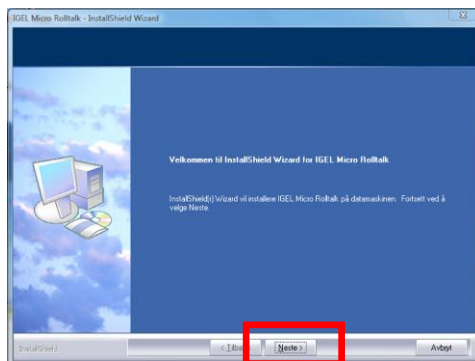 IGEL Micro Rolltalk - InstallShield Wizard
Velkommen til InstallShield Wizard for IGEL Micro Rolltalk
InstallShield(r) Wizard vil installere IGEL Micro Rolltalk på datamaskinen. Fortsett ved å
velge Neste.
InstallShield
Neste >
Avbryt